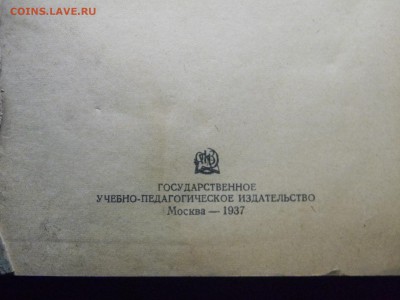 COINS.LAVE.RU
ГОСУДАРСТВЕННОЕ
УЧЕБНО-ПЕДАГОГИЧЕСКОЕ ИЗДАТЕЛЬСТВО
Москва — 1937